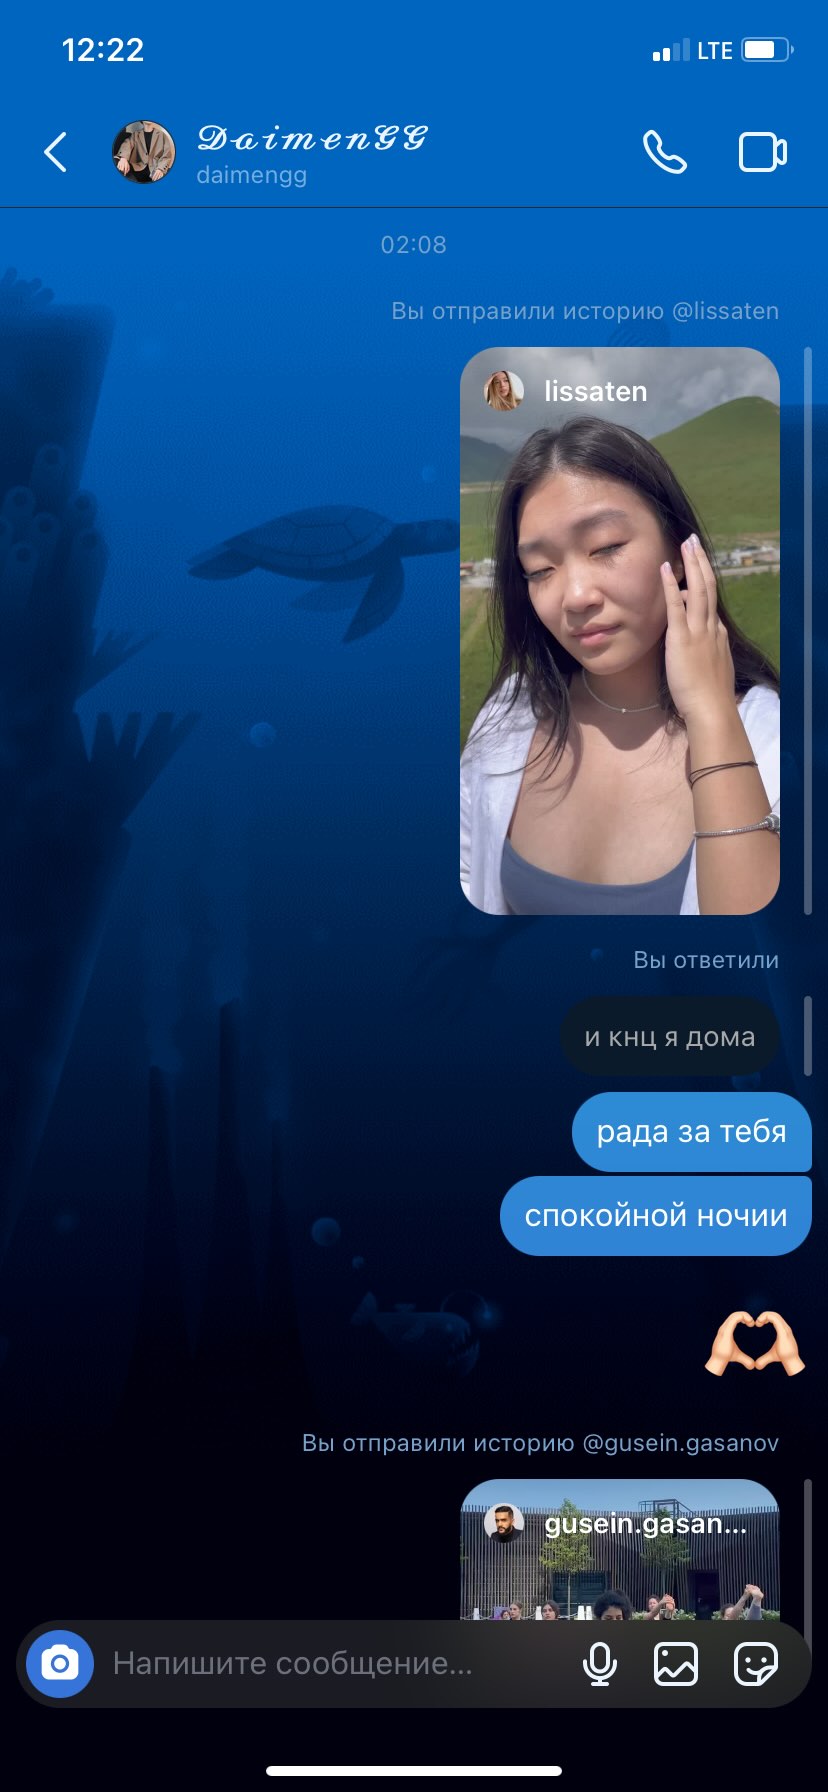 12:22
LTE
𝓓𝓪𝓲𝓶𝓮𝓷𝓖𝓖
daimengg
02:08
Вы отправили историю @lissaten
lissaten
Вы ответили
и кнц я дома
рада за тебя
спокойной ночии
Вы отправили историю @gusein.gasanov
gusein.gasan...
Напишите сообщение...